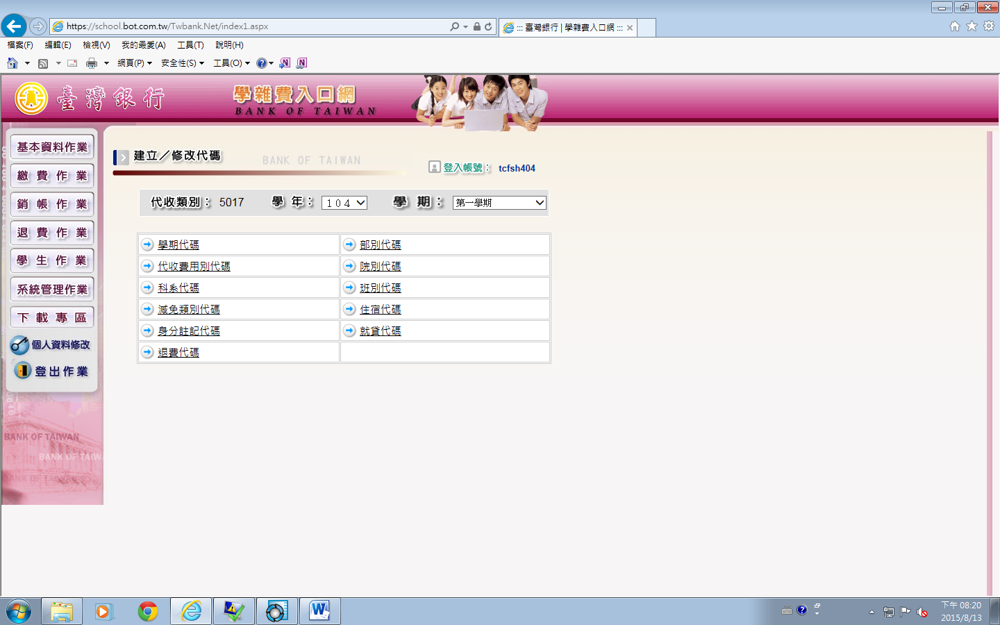 https://school.bot.com.tw/Twbank.Net/index1.aspx
::: 臺灣銀行 | 學雜費入口網 :::
檔案(F) 編輯(E) 檢視(V) 我的最愛(A) 工具(T) 說明(H)
網頁(P) 安全性(S) 工具(O)
臺灣銀行
學雜費入口網
BANK OF TAIWAN
基本資料作業
繳費作業
銷帳作業
退費作業
學生作業
系統管理作業
下載專區
個人資料修改
登出作業
BANK OF TAIWAN
BANK OF TAIW
BANK OF TAIWAN
建立／修改代碼
BANK OF TAIWAN
登入帳號： tcfsh404
代收類別： 5017 學 年： １０４ 學 期： 第一學期
學期代碼 部別代碼
代收費用別代碼 院別代碼
科系代碼 班別代碼
減免類別代碼 住宿代碼
身分註記代碼 就貸代碼
退費代碼
下午 08:20
2015/8/13